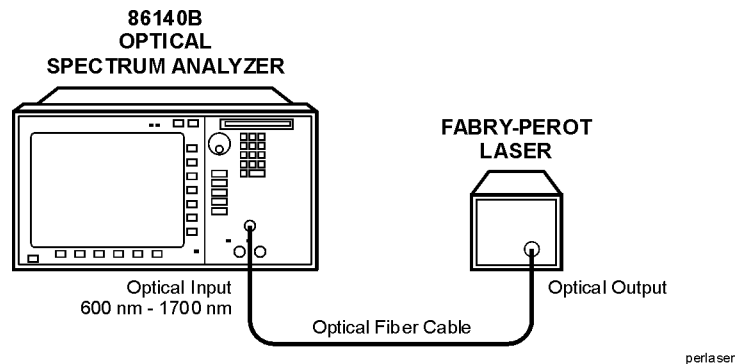 86140B
OPTICAL
SPECTRUM ANALYZER
FABRY-PEROT
LASER
Optical Input
600 nm - 1700 nm
Optical Output
Optical Fiber Cable
perlaser